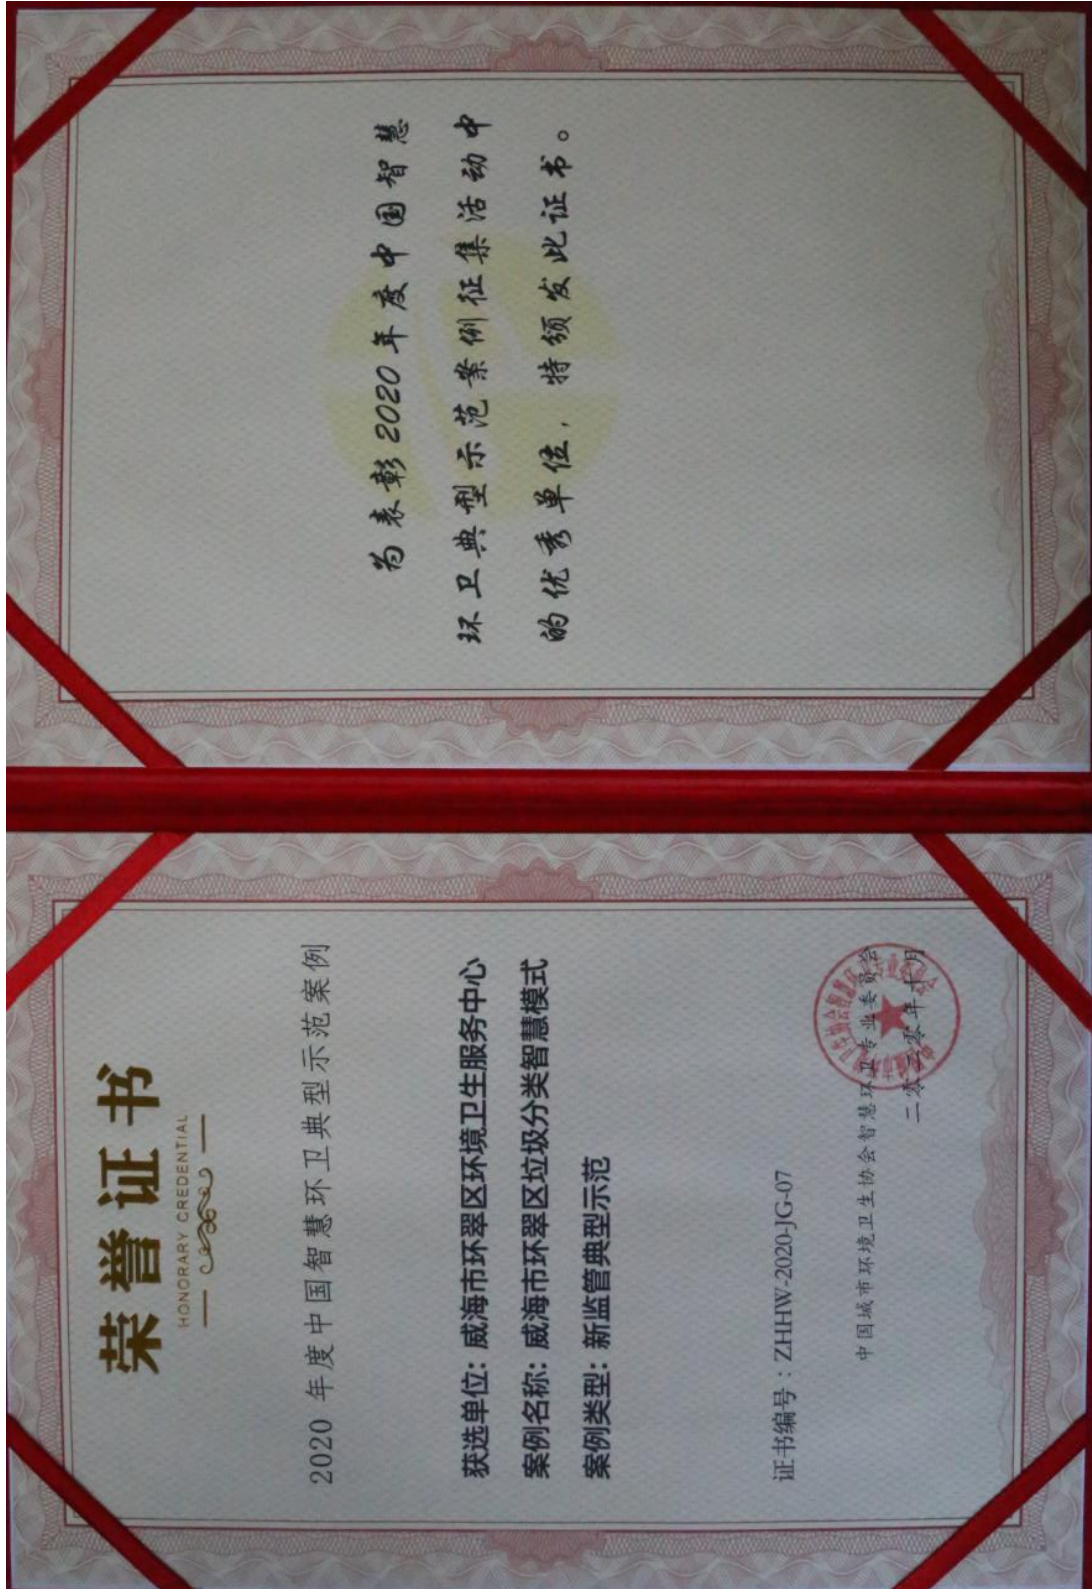 荣誉证书
HONORARY CREDENTIAL
2020 年度中国智慧环卫典型示范案例
获选单位：威海市环翠区环境卫生服务中心
案例名称：威海市环翠区垃圾分类智慧模式
案例类型：新监管典型示范
证书编号：ZHHW-2020-JG-07
中国城市环境卫生协会智慧环卫专业委员会
二零二零年
为表彰2020年度中国智慧
环卫典型示范案例征集活动中
的优秀单位，特颁发此证书。